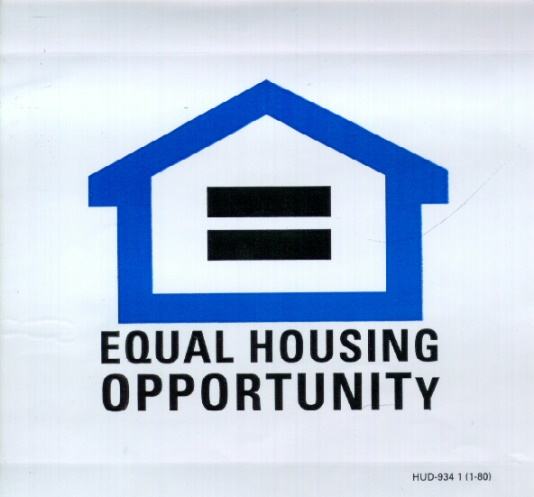 EQUAL HOUSING
OPPORTUNITY
HUD-934 1 (1-80)